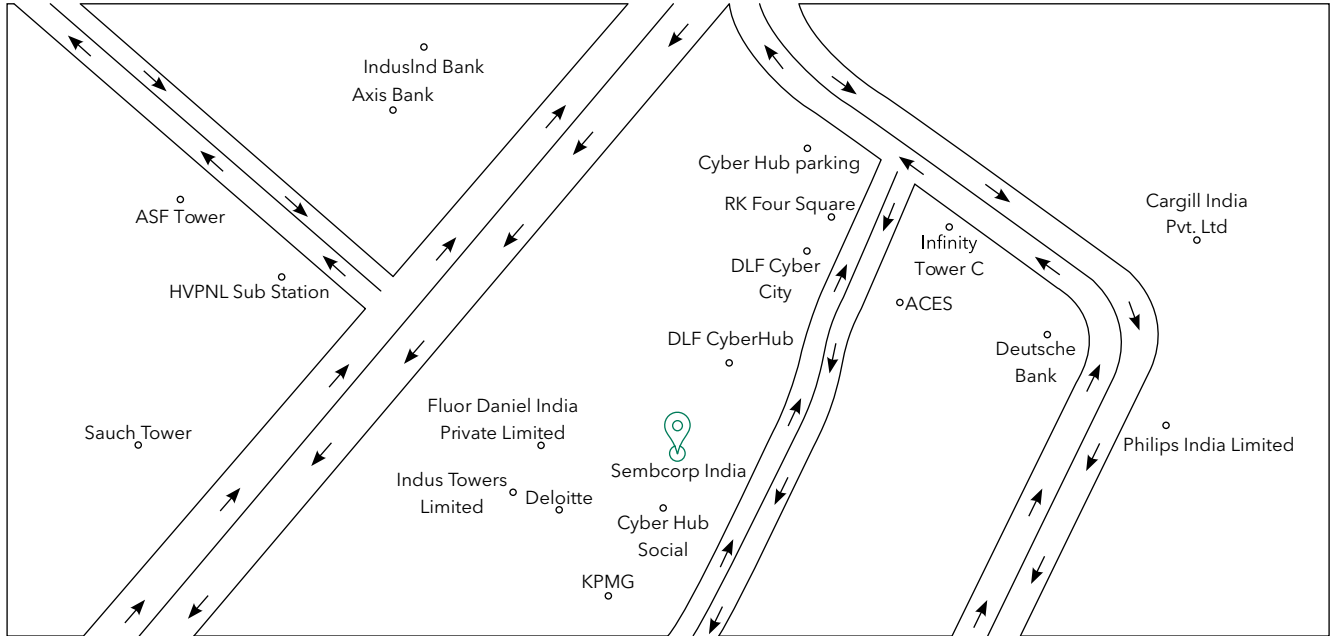 IndusInd Bank
Axis Bank
Cyber Hub parking
RK Four Square
Cargill India
Pvt. Ltd
ASF Tower
Infinity
Tower C
DLF Cyber
City
HVPNL Sub Station
ACES
DLF CyberHub
Deutsche
Bank
Fluor Daniel India
Private Limited
Sauch Tower
Philips India Limited
Sembcorp India
Indus Towers
Limited
Deloitte
Cyber Hub
Social
KPMG